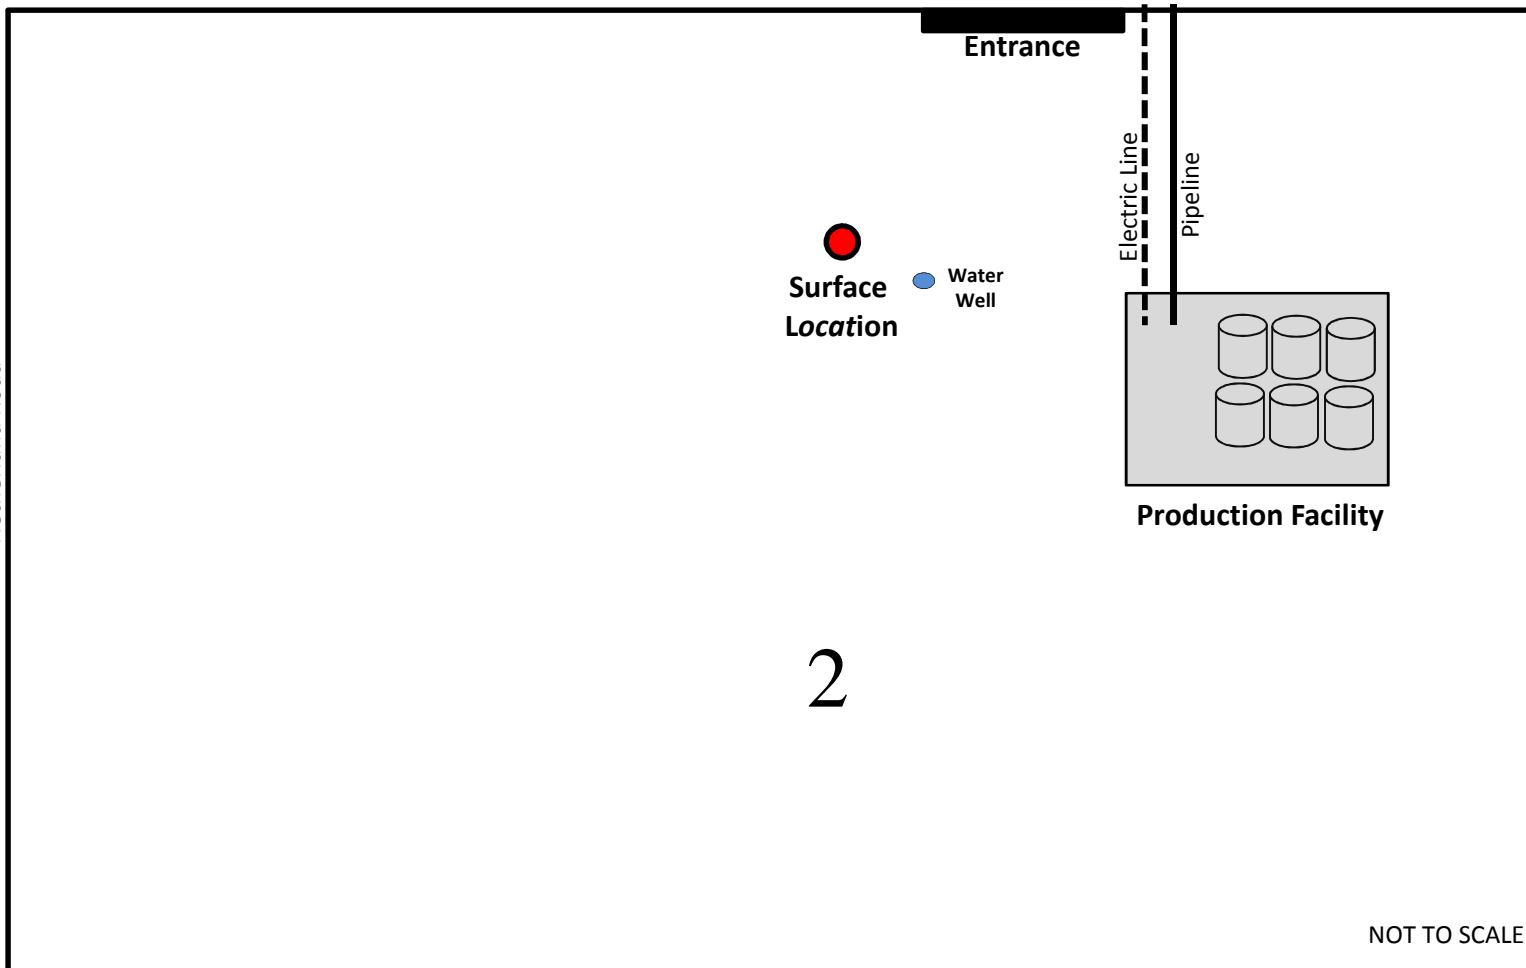 Entrance
Electric Line
Pipeline
Surface
Location
Water
Well
Production Facility
2
NOT TO SCALE